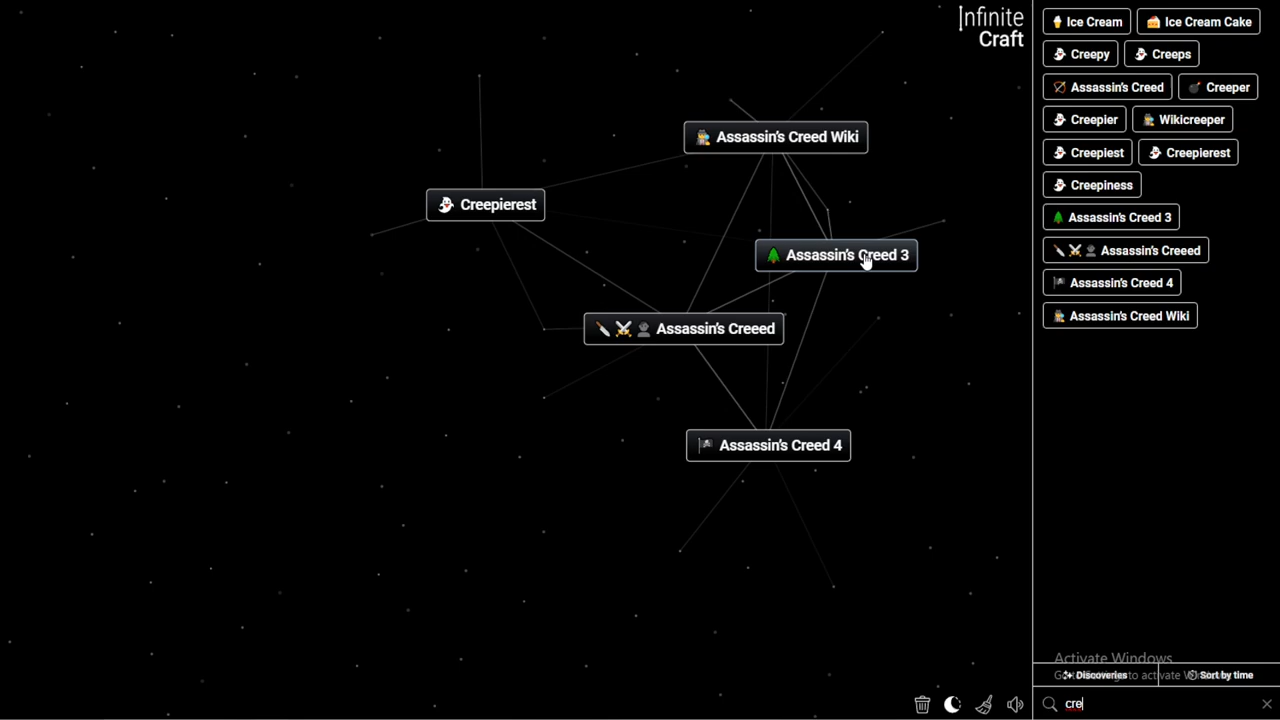 Infinite
Craft
Assassin's Creed Wiki
Creepierest
Assassin's Creed 3
Assassin's Creeed
Assassin's Creed 4
Ice Cream
Ice Cream Cake
Creepy
Creeps
Assassin's Creed
Creeper
Creepier
Wikicreeper
Creepiest
Creepierest
Creepiness
Assassin's Creed 3
Assassin's Creeed
Assassin's Creed 4
Assassin's Creed Wiki
Activate Windows
to activate
Discoveries
Sort by time
cre